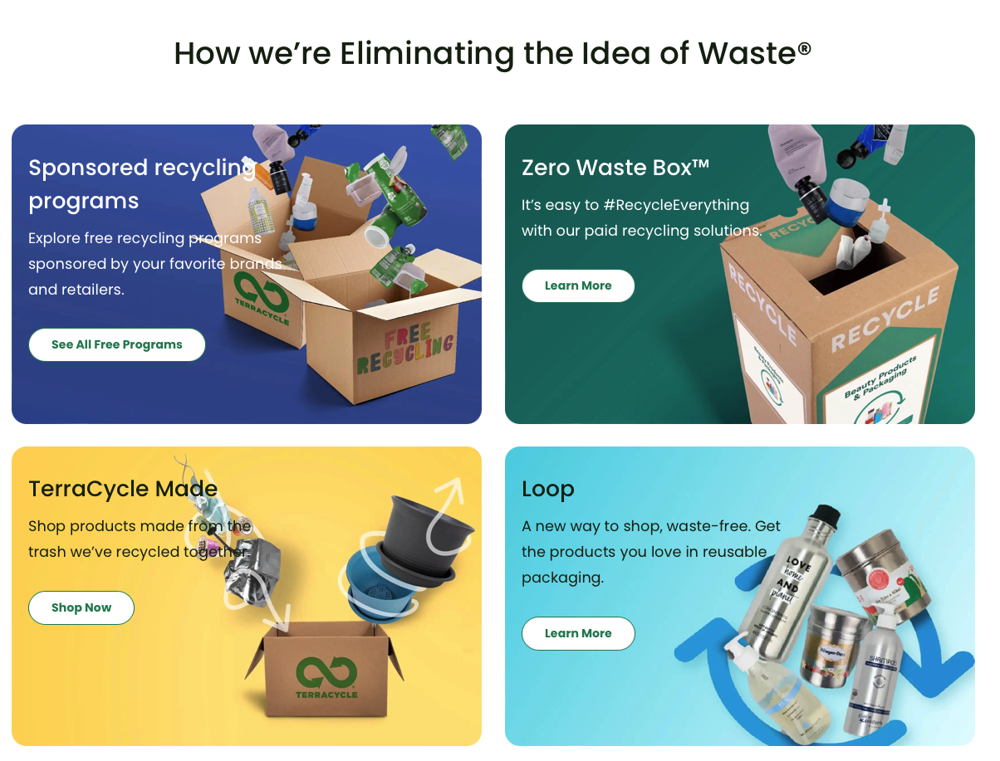 How we’re Eliminating the Idea of Waste®
Sponsored recycling
programs
Explore free recycling programs
sponsored by your favorite brands
and retailers.
See All Free Programs
TERRACYCLE
FREE
RECYCLING
Zero Waste Box™
It’s easy to #RecycleEverything
with our paid recycling solutions.
Learn More
RECYCLE
RECYCLE
Beauty Products
& Packaging
TerraCycle Made
Shop products made from the
trash we’ve recycled together
Shop Now
TERRACYCLE
Loop
A new way to shop, waste-free. Get
the products you love in reusable
packaging.
Learn More
LOVE
home
AND
planet
Häagen-Dazs
SHAMPOO